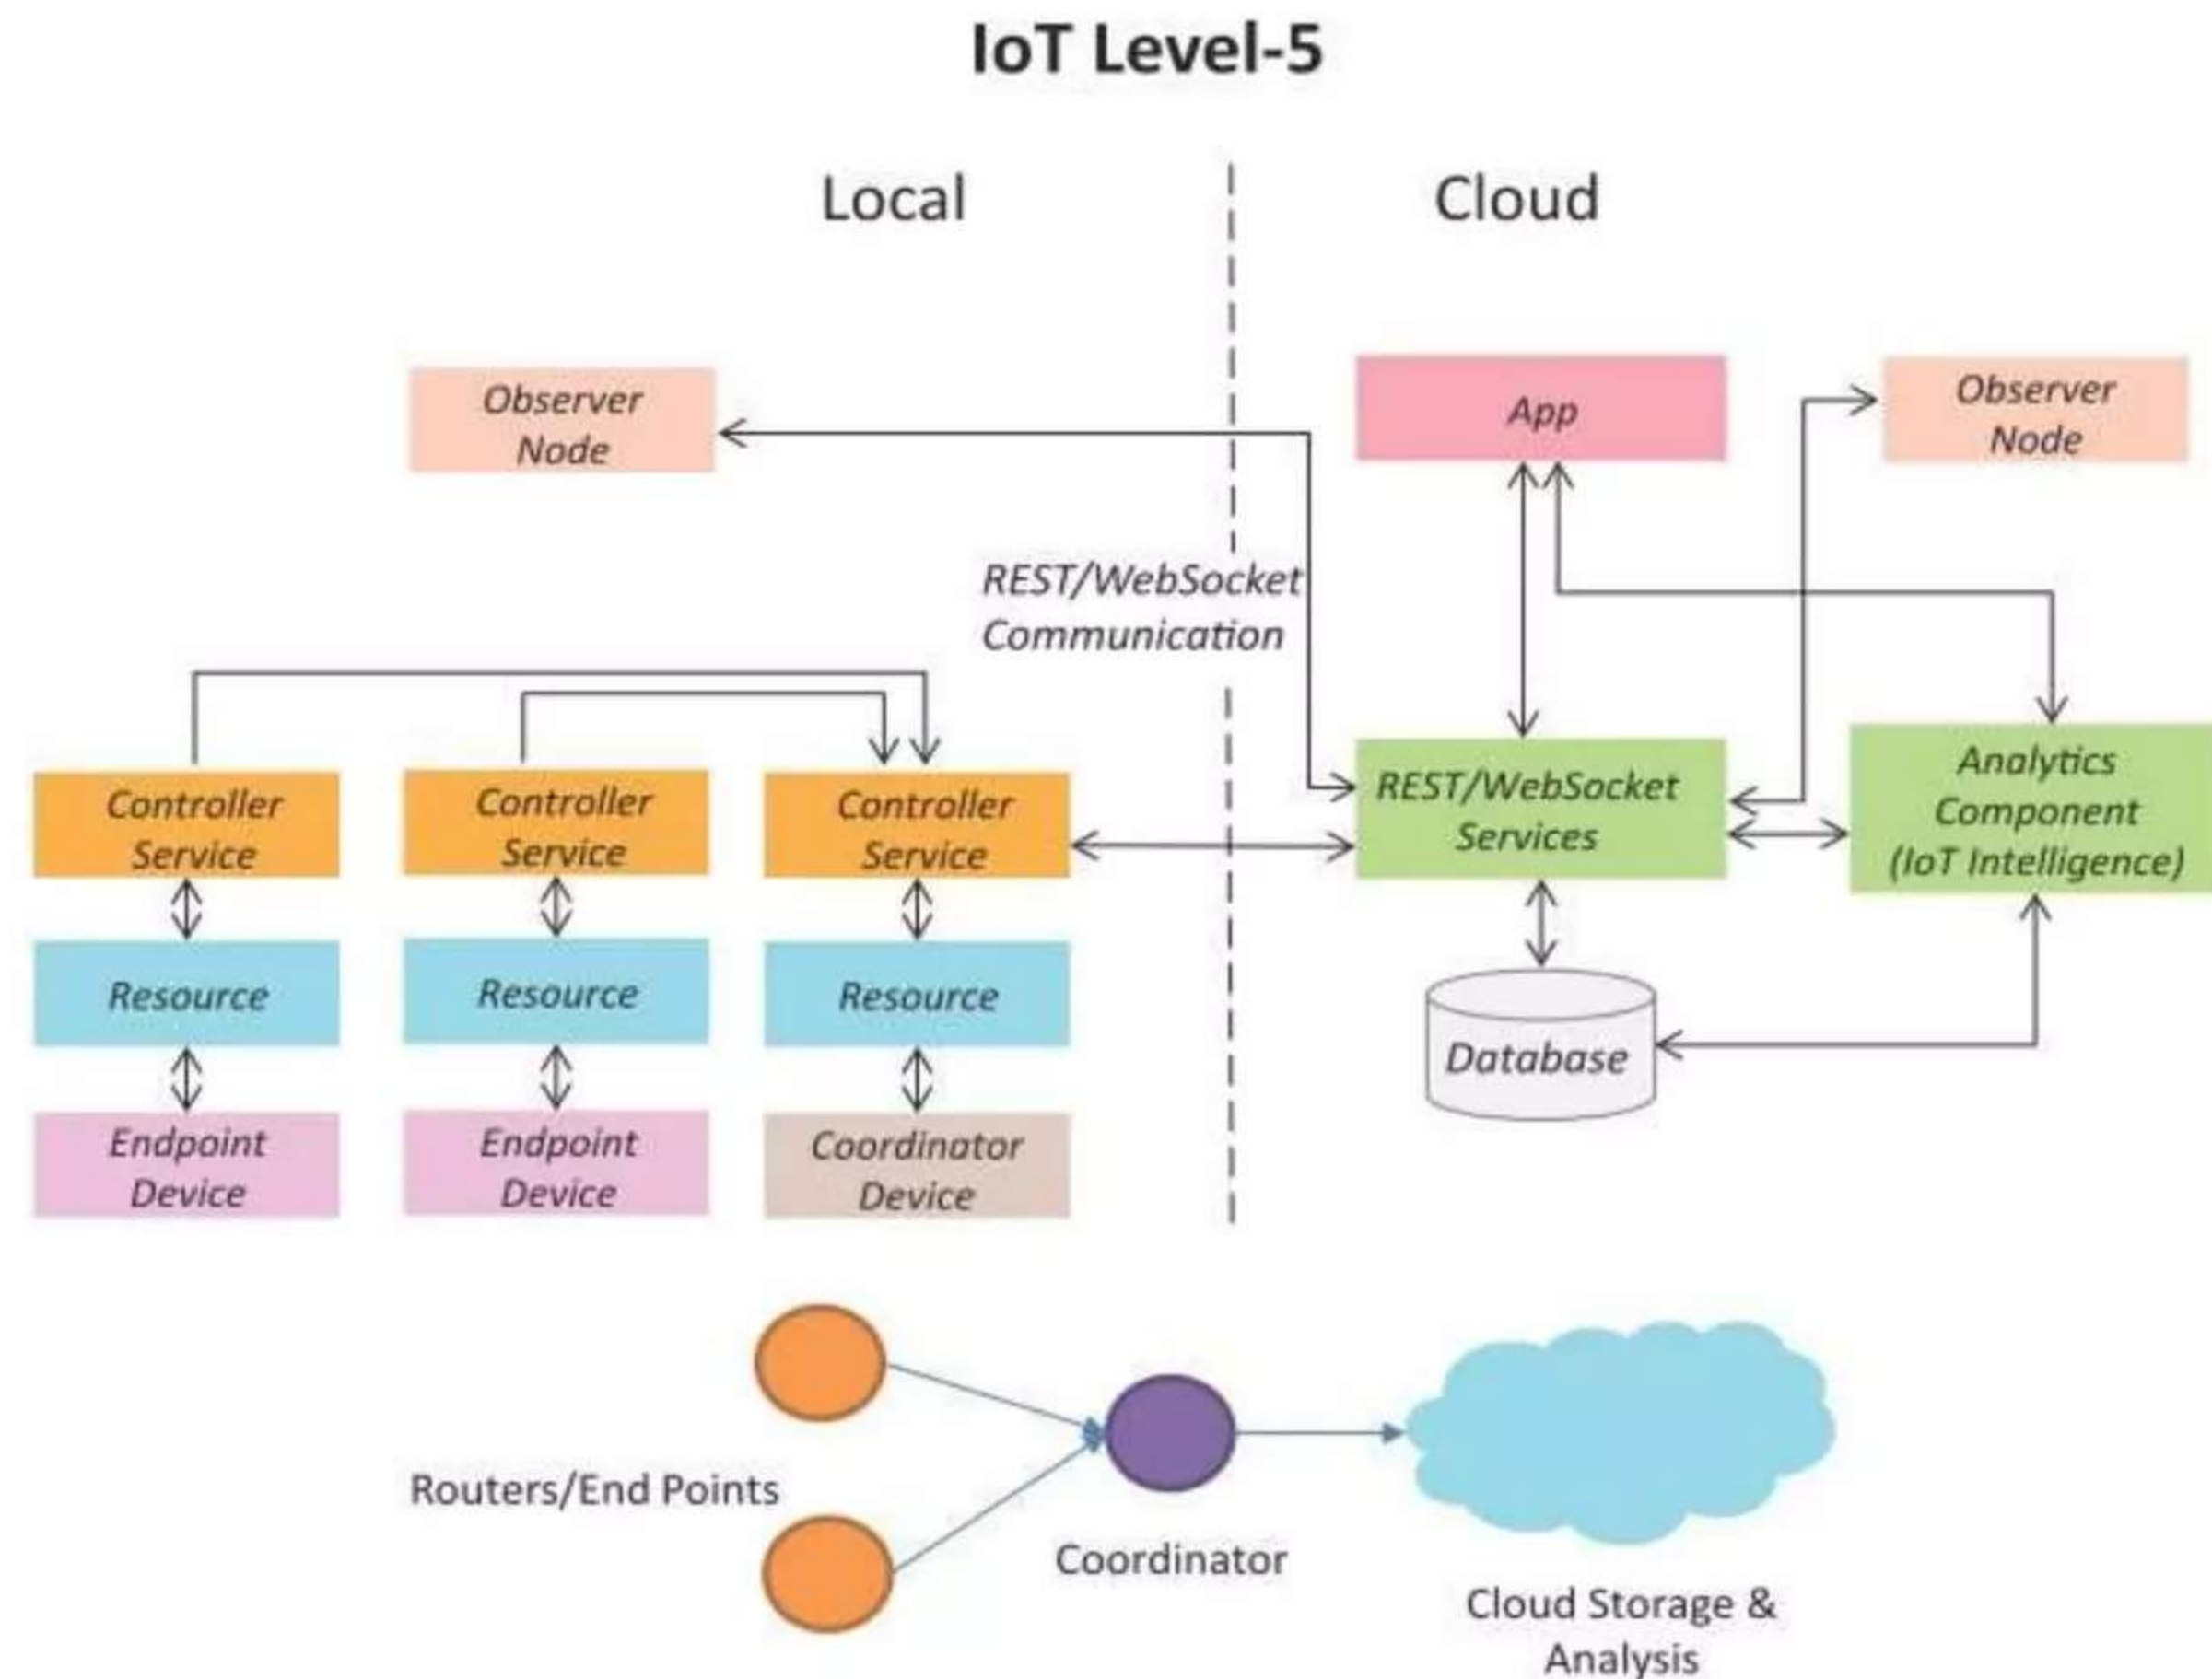 IoT Level-5
Local
Cloud
Observer
Node
App
Observer
Node
REST/WebSocket
Communication
Controller
Service
Controller
Service
Controller
Service
REST/WebSocket
Services
Analytics
Component
(IoT Intelligence)
Resource
Resource
Resource
Database
Endpoint
Device
Endpoint
Device
Coordinator
Device
Routers/End Points
Coordinator
Cloud Storage &
Analysis